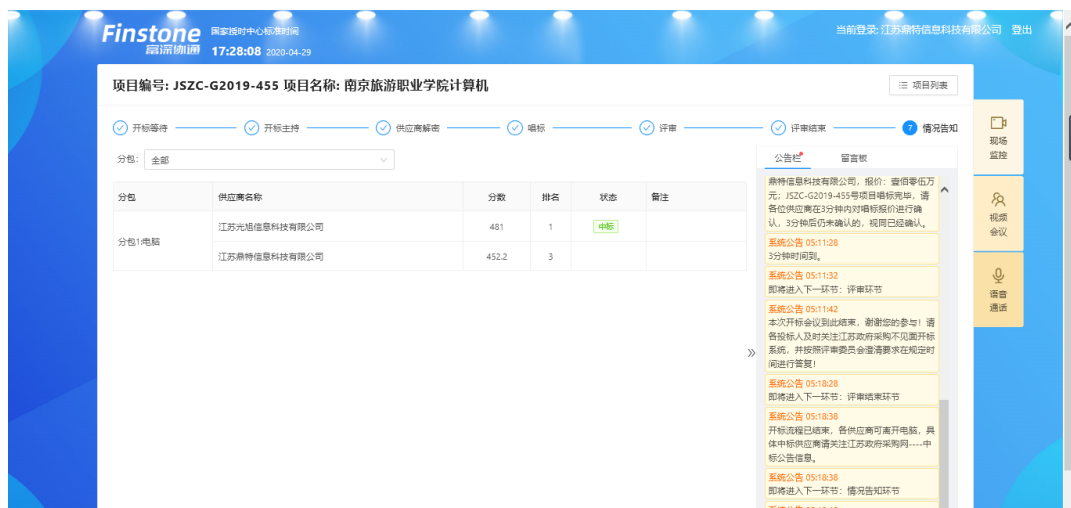 Finstone
富深协通
国家授时中心标准时间
17:28:08 2020-04-29
当前登录: 江苏鼎特信息科技有限公司 登出
项目编号: JSZC-G2019-455 项目名称: 南京旅游职业学院计算机
项目列表
开标等待
开标主持
供应商解密
唱标
评审
评审结束
7 情况告知
分包: 全部
分包 供应商名称 分数 排名 状态 备注
分包1:电脑
江苏光旭信息科技有限公司 481 1 中标
江苏鼎特信息科技有限公司 452.2 3
公告栏 留言板
鼎特信息科技有限公司，报价：壹佰零伍万
元；JSZC-G2019-455号项目唱标完毕，请
各位供应商在3分钟内对唱标报价进行确
认，3分钟后仍未确认的，视同已经确认。
系统公告 05:11:28
3分钟时间到。
系统公告 05:11:32
即将进入下一环节：评审环节
系统公告 05:11:42
本次开标会议到此结束，谢谢您的参与！请
各投标人及时关注江苏政府采购不见面开标
系统，并按照评审委员会澄清要求在规定时
间进行答复！
系统公告 05:18:28
即将进入下一环节：评审结束环节
系统公告 05:18:38
开标流程已结束，各供应商可离开电脑，具
体中标供应商请关注江苏政府采购网----中
标公告信息。
系统公告 05:18:38
即将进入下一环节：情况告知环节
现场
监控
视频
会议
语音
通话